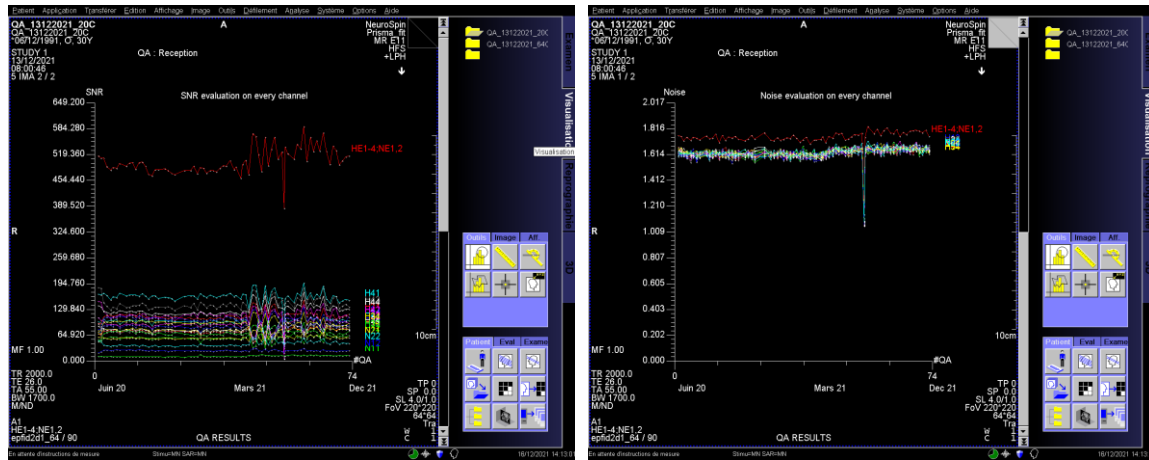 Patient Application Transférer Edition Affichage Image Outils Défilement Analyse Système Options Aide
QA_13122021_20C
QA_13122021_20C
*06/12/1991, O, 30Y
STUDY 1
13/12/2021
08:00:46
5 IMA 2 / 2
A
NeuroSpin
Prisma_fit
MR E11
HFS
+LPH
QA : Reception
SNR
SNR evaluation on every channel
649.200
584.280
519.360
454.440
389.520
324.600
259.680
194.760
129.840
64.920
0.000
HE1-4;NE1,2
H41
H44
N22
N11
R
10cm
MF 1.00
#QA
0
74
Juin 20
Mars 21
Dec 21
TR 2000.0
TE 26.0
TA 55.00
BW 1700.0
M/ND
A1
HE1-4;NE1,2
epfid2d1_64 / 90
QA RESULTS
TP 0
SP 0.0
SL 4.0/1.0
FoV 220*220
64*64
Tra
W 1
C 1
En attente d'instructions de mesure
Stimu=MN SAR=MN
16/12/2021 14:13:01
Examen
Visualisatio
Visualisation
Reprographie
3D
QA_13122021_20C
QA_13122021_64C
Outils Image Aff.
Patient Eval Exame
Patient Application Transférer Edition Affichage Image Outils Défilement Analyse Système Options Aide
QA_13122021_20C
QA_13122021_20C
*06/12/1991, O, 30Y
STUDY 1
13/12/2021
08:00:46
5 IMA 1 / 2
A
NeuroSpin
Prisma_fit
MR E11
HFS
+LPH
QA : Reception
Noise
Noise evaluation on every channel
2.017
1.816
1.614
1.412
1.210
1.009
0.807
0.605
0.403
0.202
0.000
HE1-4;NE1,2
R
10cm
MF 1.00
#QA
0
74
Juin 20
Mars 21
Dec 21
TR 2000.0
TE 26.0
TA 55.00
BW 1700.0
M/ND
A1
HE1-4;NE1,2
epfid2d1_64 / 90
QA RESULTS
TP 0
SP 0.0
SL 4.0/1.0
FoV 220*220
64*64
Tra
W 1
C 1
En attente d'instructions de mesure
Stimu=MN SAR=MN
16/12/2021 14:13
QA_13122021_20C
QA_13122021_64C
Outils Image Aff.
Patient Eval Exame